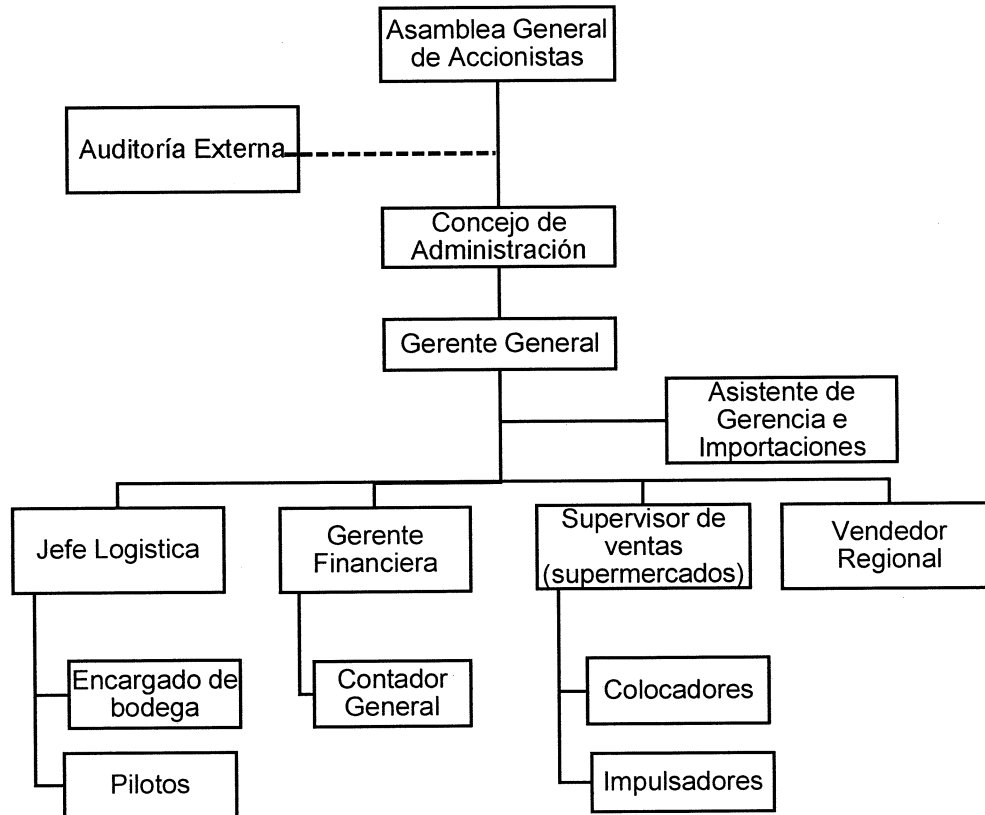 Asamblea General
de Accionistas
Auditoría Externa
Concejo de
Administración
Gerente General
Asistente de
Gerencia e
Importaciones
Jefe Logistica
Gerente
Financiera
Supervisor de
ventas
(supermercados)
Vendedor
Regional
Encargado de
bodega
Contador
General
Colocadores
Pilotos
Impulsadores